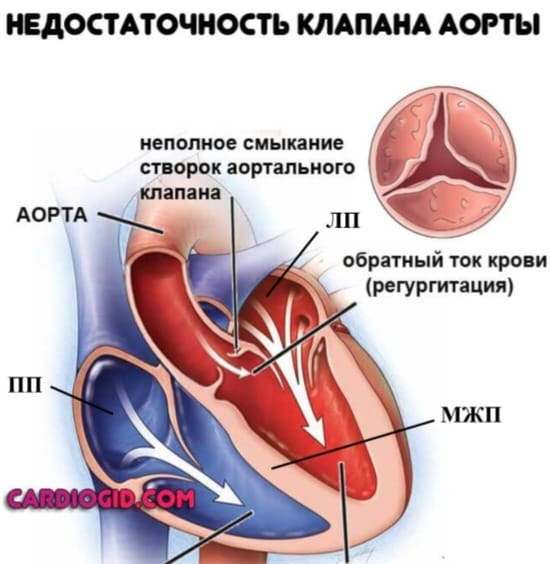 НЕДОСТАТОЧНОСТЬ КЛАПАНА АОРТЫ
неполное смыкание
створок аортального
клапана
АОРТА
ЛП
обратный ток крови
(регургитация)
ПП
МЖП
CARDIOGID.COM